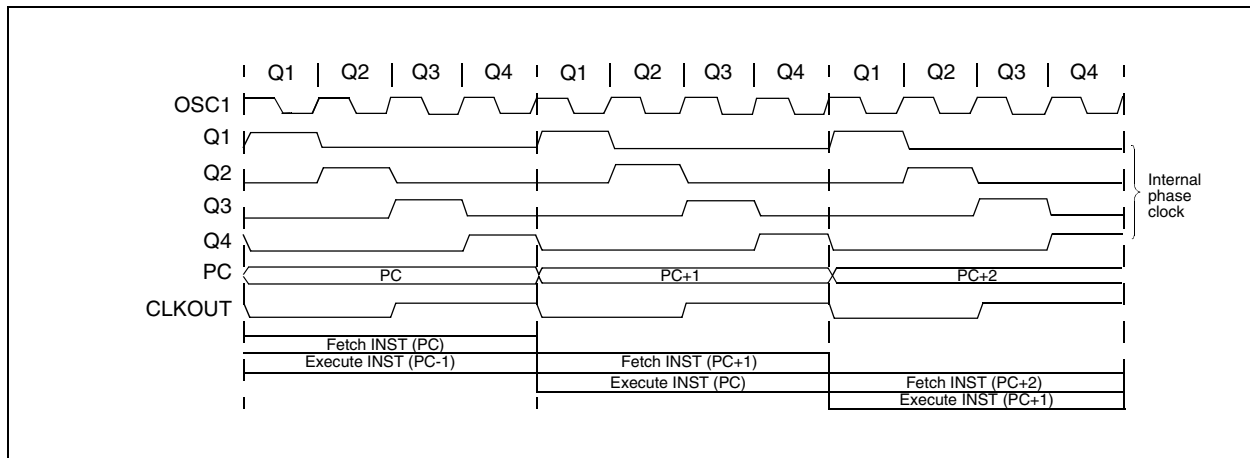 Q1 | Q2 | Q3 | Q4 | Q1 | Q2 | Q3 | Q4 | Q1 | Q2 | Q3 | Q4
OSC1
Q1
Q2
Q3
Q4
Internal
phase
clock
PC PC PC+1 PC+2
CLKOUT
Fetch INST (PC)
Execute INST (PC-1) Fetch INST (PC+1)
Execute INST (PC) Fetch INST (PC+2)
Execute INST (PC+1)